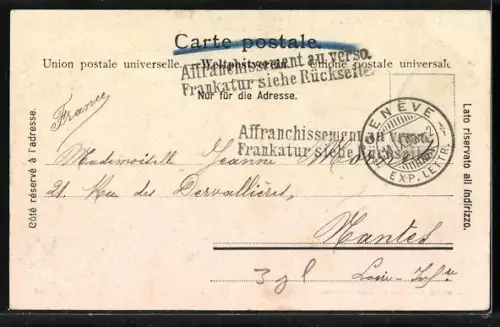 Carte postale.
Union postale universelle. — Weltpostverein. — Unione postale universale
Affranchissement au verso.
Frankatur siehe Rückseite.
Nur für die Adresse.
France
Côté réservé à l'adresse.
Lato riservato all indirizzo.
GENÈVE
EXP. LETTR.
Affranchissement au verso.
Frankatur siehe Rückseite.
Mademoiselle Jeanne
21. Rue des Dervallières
Nantes
Loire-Infre
3gl